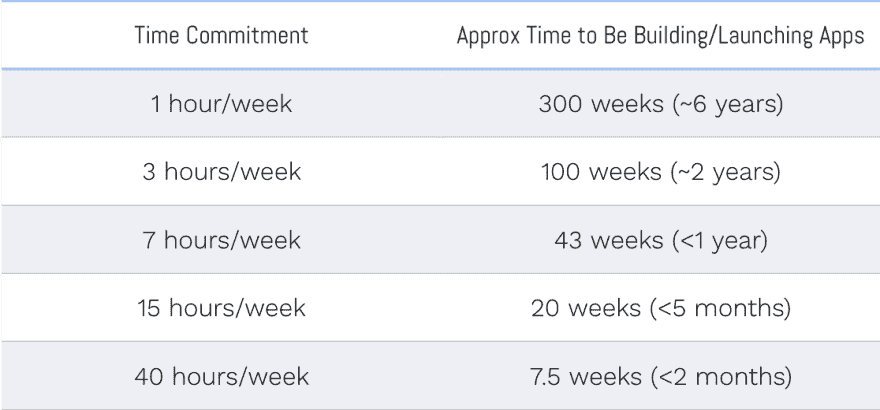 Time Commitment Approx Time to Be Building/Launching Apps
1 hour/week 300 weeks (~6 years)
3 hours/week 100 weeks (~2 years)
7 hours/week 43 weeks (<1 year)
15 hours/week 20 weeks (<5 months)
40 hours/week 7.5 weeks (<2 months)